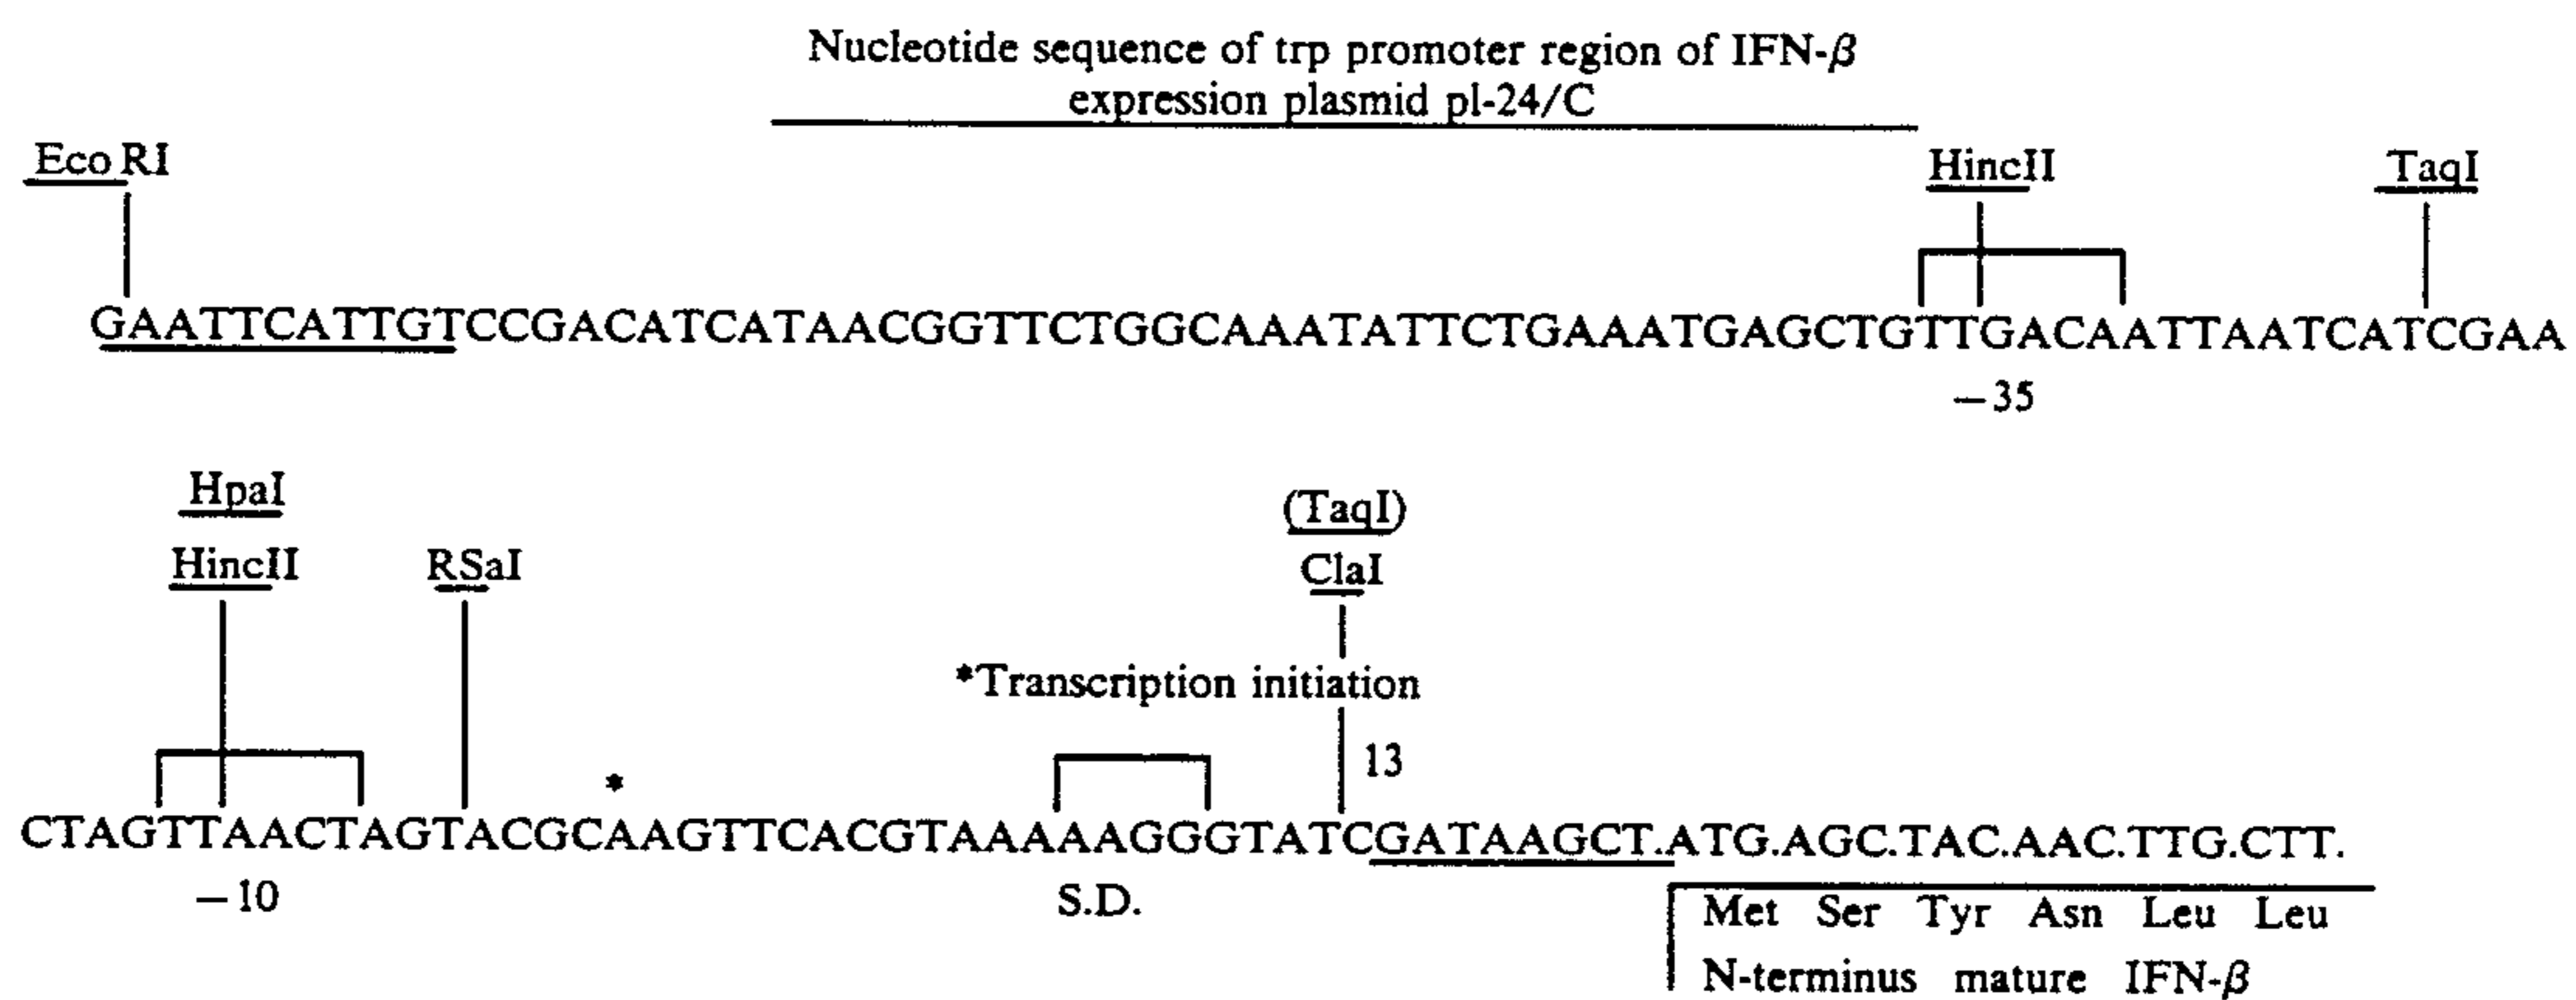 Nucleotide sequence of trp promoter region of IFN-β
expression plasmid pl-24/C
Eco RI HincII TaqI
GAATTCATTGTCCGACATCATAACGGTTCTGGCAAATATTCTGAAATGAGCTGTTGACAATTAATCATCGAA
—35
HpaI (TaqI)
HincII RSaI ClaI
*Transcription initiation
* 13
CTAGTTAACTAGTACGCAAGTTCACGTAAAAAGGGTATCGATAAGCT.ATG.AGC.TAC.AAC.TTG.CTT.
—10 S.D.
Met Ser Tyr Asn Leu Leu
N-terminus mature IFN-β